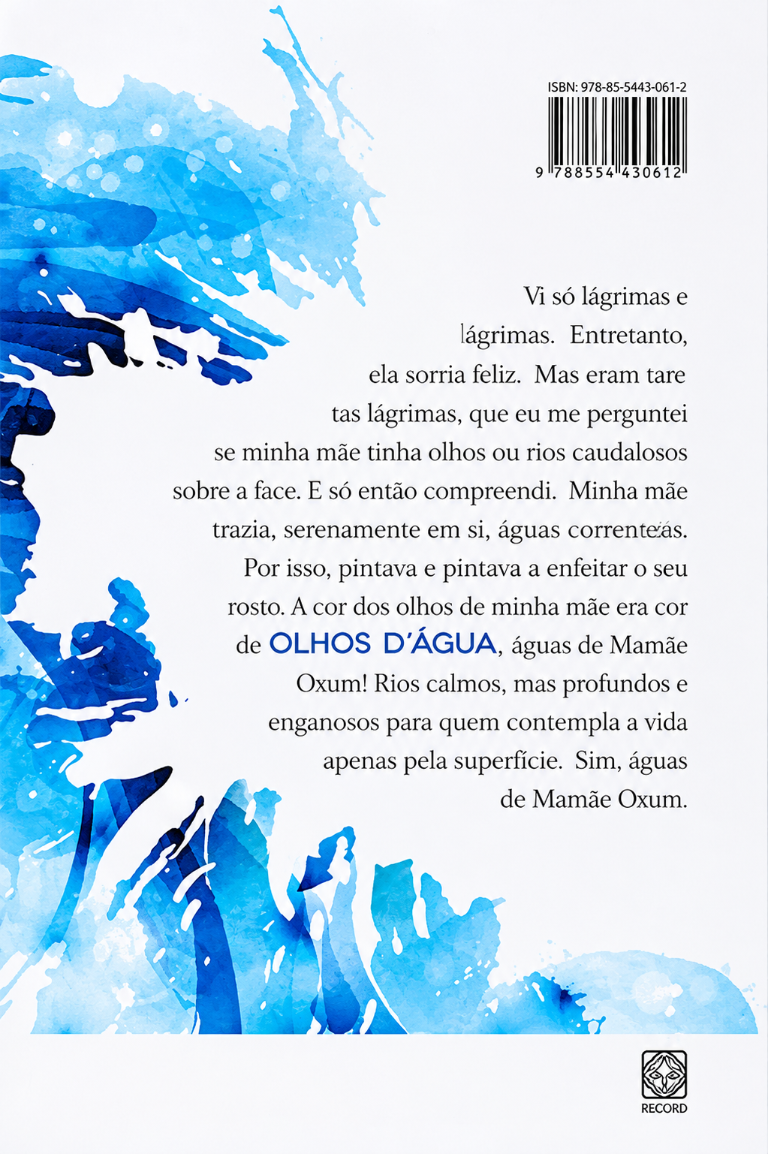 ISBN: 978-85-5443-061-2
9 788554 430612
Vi só lágrimas e
lágrimas. Entretanto,
ela sorria feliz. Mas eram tare
tas lágrimas, que eu me perguntei
se minha mãe tinha olhos ou rios caudalosos
sobre a face. E só então compreendi. Minha mãe
trazia, serenamente em si, águas correntezas.
Por isso, pintava e pintava a enfeitar o seu
rosto. A cor dos olhos de minha mãe era cor
de OLHOS D'ÁGUA, águas de Mamãe
Oxum! Rios calmos, mas profundos e
enganosos para quem contempla a vida
apenas pela superfície. Sim, águas
de Mamãe Oxum.
RECORD